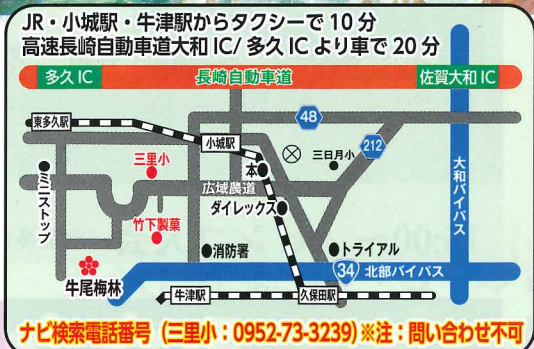 JR・小城駅・牛津駅からタクシーで10分
高速長崎自動車道大和IC/多久ICより車で20分
多久IC
長崎自動車道
佐賀大和IC
東多久駅
48
小城駅
212
三里小
三日月小
本
広域農道
ミニストップ
ダイレックス
大和バイパス
竹下製菓
消防署
トライアル
34 北部バイパス
牛尾梅林
牛津駅
久保田駅
ナビ検索電話番号（三里小：0952-73-3239）※注：問い合わせ不可